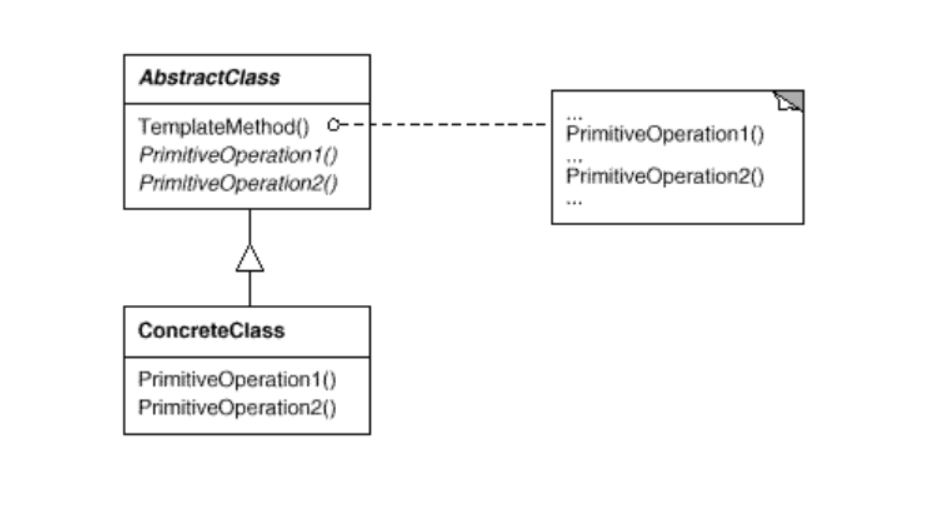 AbstractClass
TemplateMethod()
PrimitiveOperation1()
PrimitiveOperation2()
...
PrimitiveOperation1()
...
PrimitiveOperation2()
...
ConcreteClass
PrimitiveOperation1()
PrimitiveOperation2()